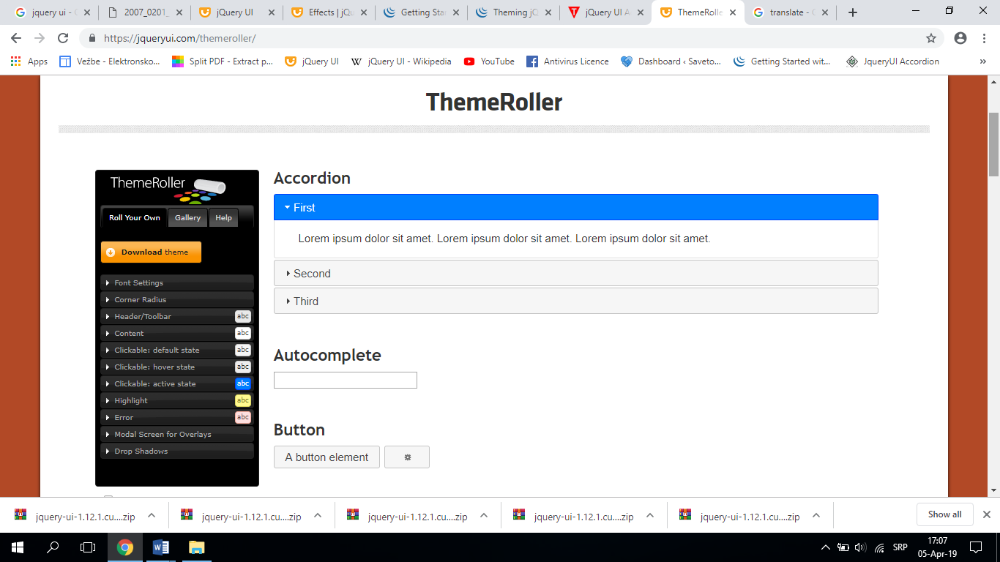 jquery ui - G
2007_0201_
jQuery UI
Effects | jQu
Getting Star
Theming jQ
jQuery UI A
ThemeRolle
translate - G
https://jqueryui.com/themeroller/
Apps
Vežbe - Elektronsko...
Split PDF - Extract p...
jQuery UI
W
jQuery UI - Wikipedia
YouTube
Antivirus Licence
Dashboard ‹ Saveto...
Getting Started wit...
JqueryUI Accordion
»
ThemeRoller
ThemeRoller
Roll Your Own
Gallery
Help
Download theme
Font Settings
Corner Radius
Header/Toolbar abc
Content abc
Clickable: default state abc
Clickable: hover state abc
Clickable: active state abc
Highlight abc
Error abc
Modal Screen for Overlays
Drop Shadows
Accordion
First
Lorem ipsum dolor sit amet. Lorem ipsum dolor sit amet. Lorem ipsum dolor sit amet.
Second
Third
Autocomplete
Button
A button element
jquery-ui-1.12.1.cu....zip
jquery-ui-1.12.1.cu....zip
jquery-ui-1.12.1.cu....zip
jquery-ui-1.12.1.cu....zip
jquery-ui-1.12.1.cu....zip
Show all
SRP
17:07
05-Apr-19